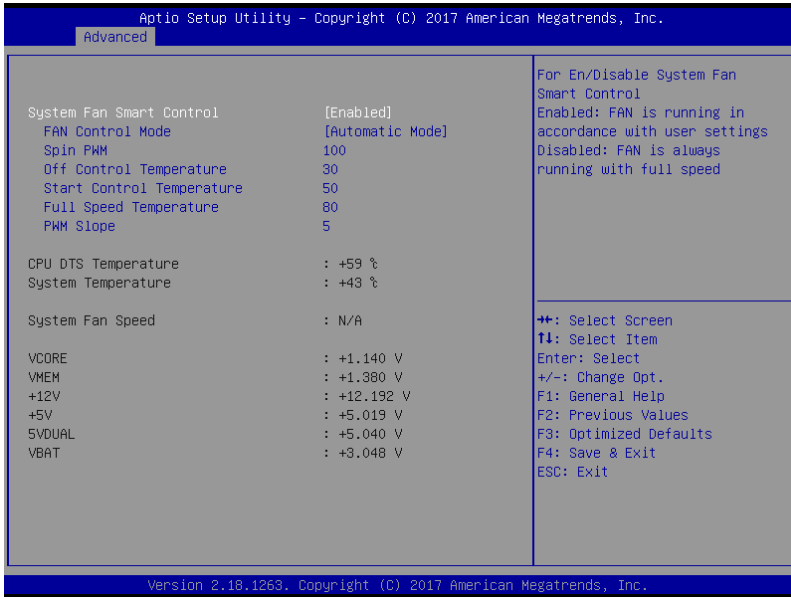 Aptio Setup Utility – Copyright (C) 2017 American Megatrends, Inc.
Advanced
System Fan Smart Control [Enabled]
FAN Control Mode [Automatic Mode]
Spin PWM 100
Off Control Temperature 30
Start Control Temperature 50
Full Speed Temperature 80
PWM Slope 5
CPU DTS Temperature : +59 ℃
System Temperature : +43 ℃
System Fan Speed : N/A
VCORE : +1.140 V
VMEM : +1.380 V
+12V : +12.192 V
+5V : +5.019 V
5VDUAL : +5.040 V
VBAT : +3.048 V
For En/Disable System Fan
Smart Control
Enabled: FAN is running in
accordance with user settings
Disabled: FAN is always
running with full speed
→←: Select Screen
↑↓: Select Item
Enter: Select
+/-: Change Opt.
F1: General Help
F2: Previous Values
F3: Optimized Defaults
F4: Save & Exit
ESC: Exit
Version 2.18.1263. Copyright (C) 2017 American Megatrends, Inc.